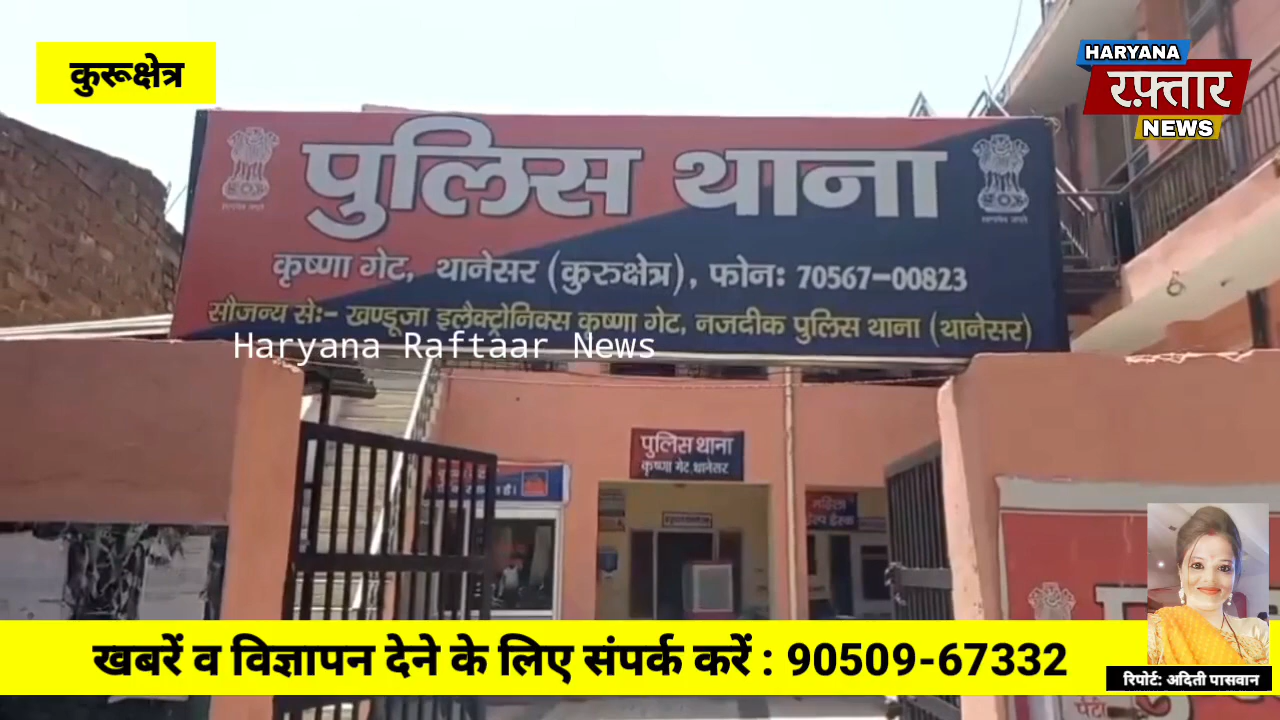 कुरूक्षेत्र
HARYANA
रफ़्तार
NEWS
पुलिस थाना
कृष्णा गेट, थानेसर (कुरुक्षेत्र), फोनः 70567-00823
सौजन्य सेः- खण्डूजा इलैक्ट्रोनिक्स कृष्णा गेट, नजदीक पुलिस थाना (थानेसर)
Haryana Raftaar News
पुलिस थाना
कृष्णा गेट, थानेसर
महिला
हेल्प डेस्क
खबरें व विज्ञापन देने के लिए संपर्क करें : 90509-67332
रिपोर्ट: अदिती पासवान